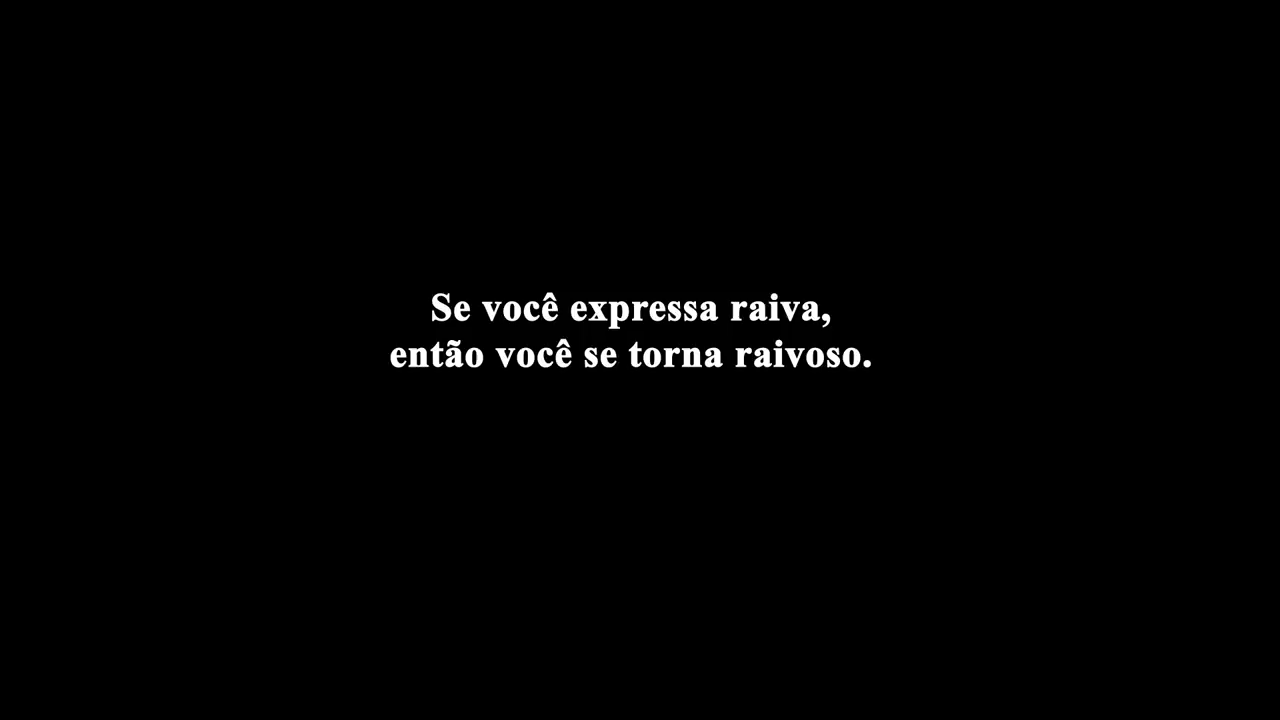 Se você expressa raiva,
então você se torna raivoso.